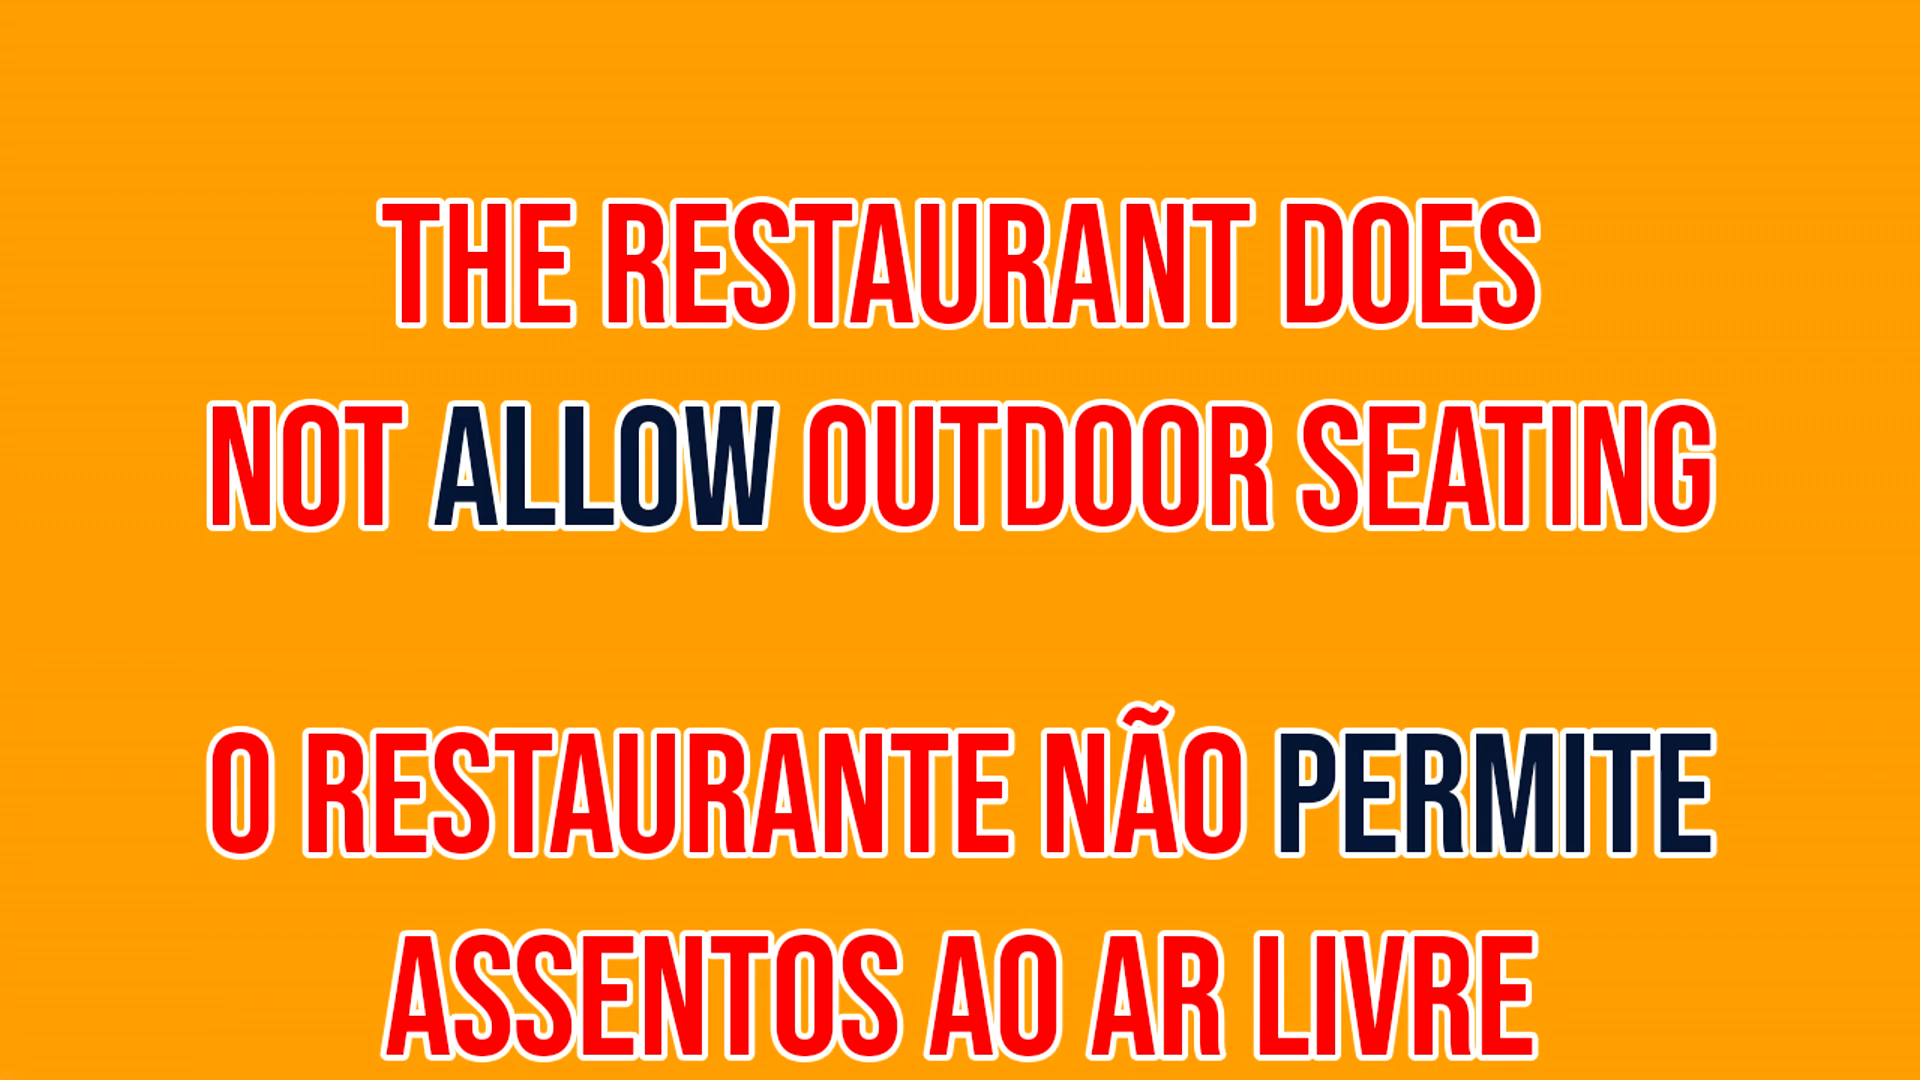 THE RESTAURANT DOES
NOT ALLOW OUTDOOR SEATING
O RESTAURANTE NÃO PERMITE
ASSENTOS AO AR LIVRE